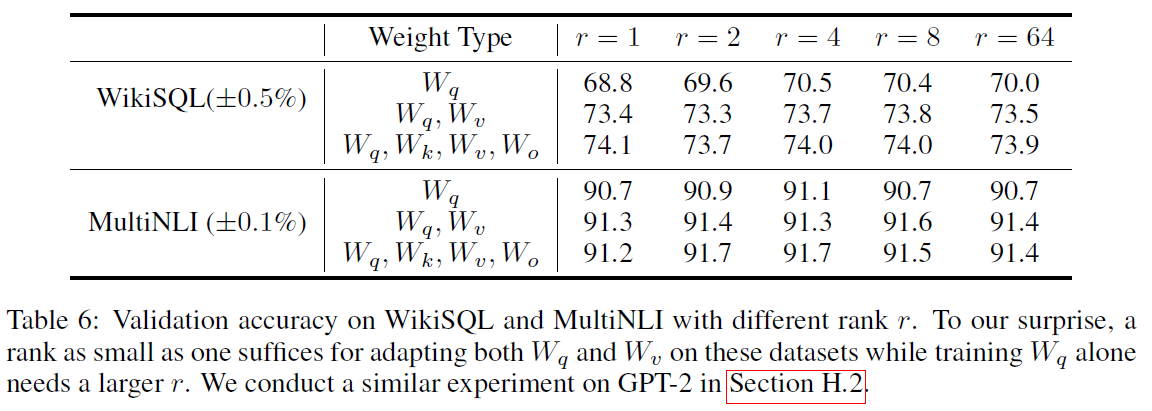 Weight Type r = 1 r = 2 r = 4 r = 8 r = 64
WikiSQL(±0.5%)
W_q 68.8 69.6 70.5 70.4 70.0
W_q, W_v 73.4 73.3 73.7 73.8 73.5
W_q, W_k, W_v, W_o 74.1 73.7 74.0 74.0 73.9
MultiNLI (±0.1%)
W_q 90.7 90.9 91.1 90.7 90.7
W_q, W_v 91.3 91.4 91.3 91.6 91.4
W_q, W_k, W_v, W_o 91.2 91.7 91.7 91.5 91.4
Table 6: Validation accuracy on WikiSQL and MultiNLI with different rank r. To our surprise, a
rank as small as one suffices for adapting both W_q and W_v on these datasets while training W_q alone
needs a larger r. We conduct a similar experiment on GPT-2 in Section H.2.